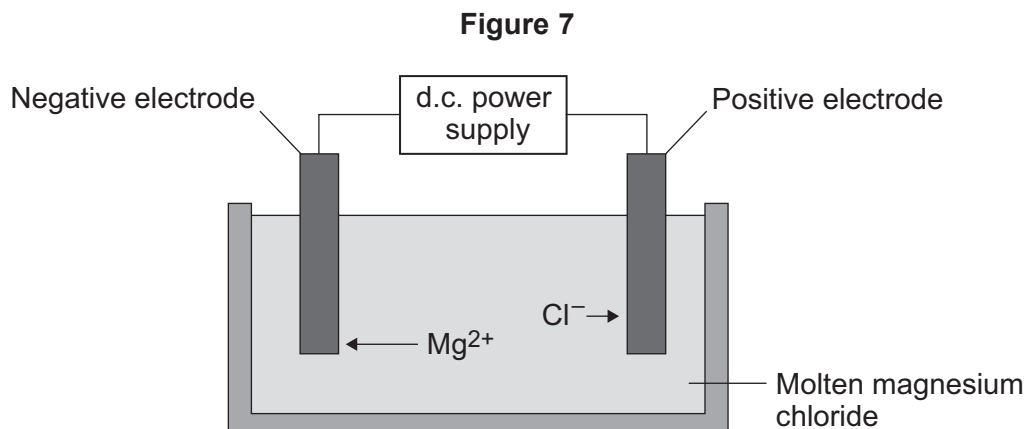 Figure 7
Negative electrode
d.c. power
supply
Positive electrode
Cl⁻
Mg²⁺
Molten magnesium
chloride